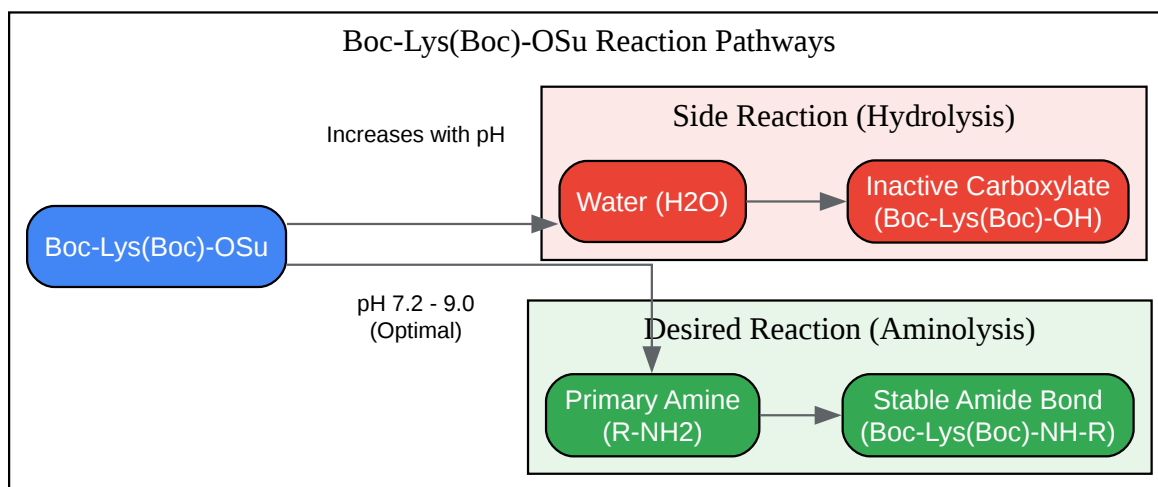 Boc-Lys(Boc)-OSu Reaction Pathways
Side Reaction (Hydrolysis)
Increases with pH
Water (H2O)
Inactive Carboxylate
(Boc-Lys(Boc)-OH)
Boc-Lys(Boc)-OSu
pH 7.2 - 9.0
(Optimal)
Desired Reaction (Aminolysis)
Primary Amine
(R-NH2)
Stable Amide Bond
(Boc-Lys(Boc)-NH-R)